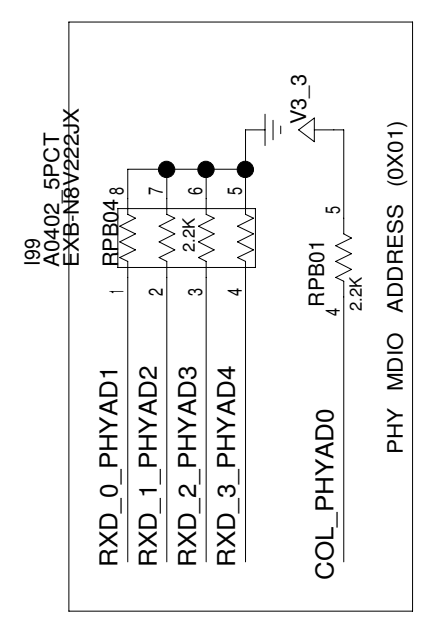 I99
A0402_5PCT
EXB-N8V222JX
RPB04
8
7
6
5
2.2K
1
2
3
4
V3_3
5
RPB01
2.2K
4
RXD_0_PHYAD1
RXD_1_PHYAD2
RXD_2_PHYAD3
RXD_3_PHYAD4
COL_PHYAD0
PHY MDIO ADDRESS (0X01)